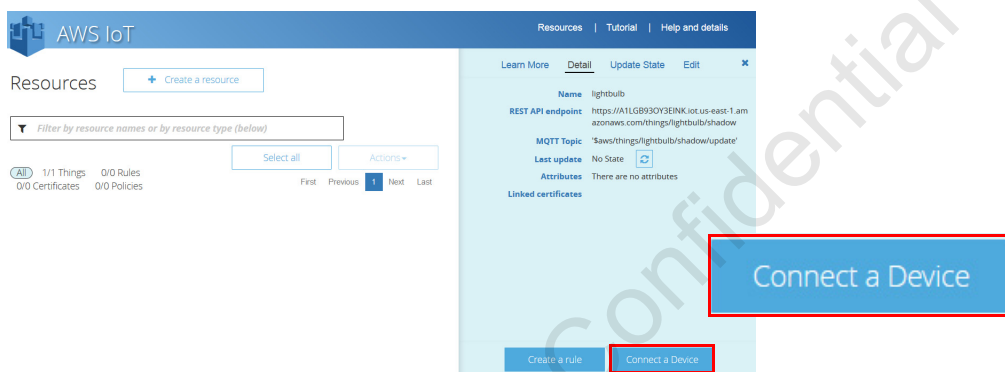 AWS IoT
Resources | Tutorial | Help and details
Resources
+ Create a resource
Filter by resource names or by resource type (below)
Select all
Actions
All 1/1 Things 0/0 Rules
0/0 Certificates 0/0 Policies
First Previous 1 Next Last
Learn More Detail Update State Edit ×
Name lightbulb
REST API endpoint https://A1LGB93OY3EINK.iot.us-east-1.am
azonaws.com/things/lightbulb/shadow
MQTT Topic '$aws/things/lightbulb/shadow/update'
Last update No State
Attributes There are no attributes
Linked certificates
Create a rule
Connect a Device
Connect a Device
Confidential